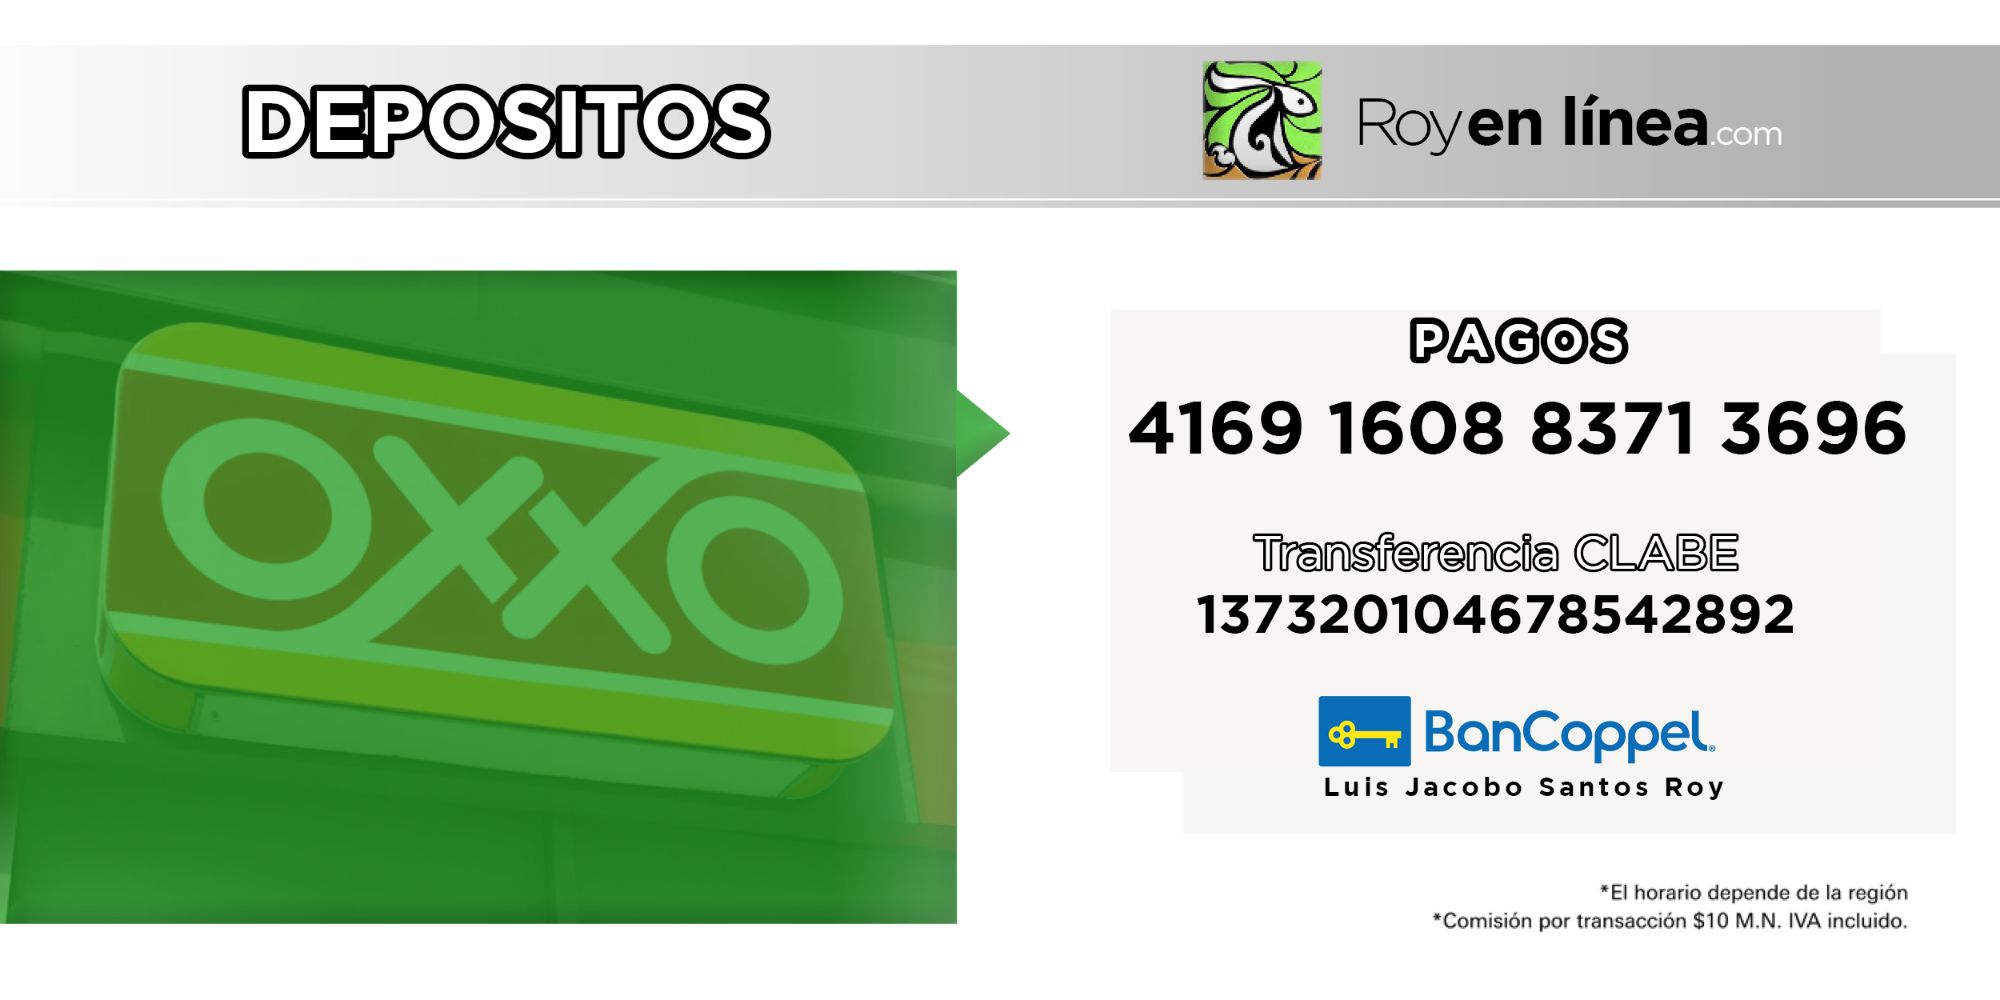 DEPOSITOS
Roy en línea.com
OXXO
PAGOS
4169 1608 8371 3696
Transferencia CLABE
137320104678542892
BanCoppel®
Luis Jacobo Santos Roy
*El horario depende de la región
*Comisión por transacción $10 M.N. IVA incluido.